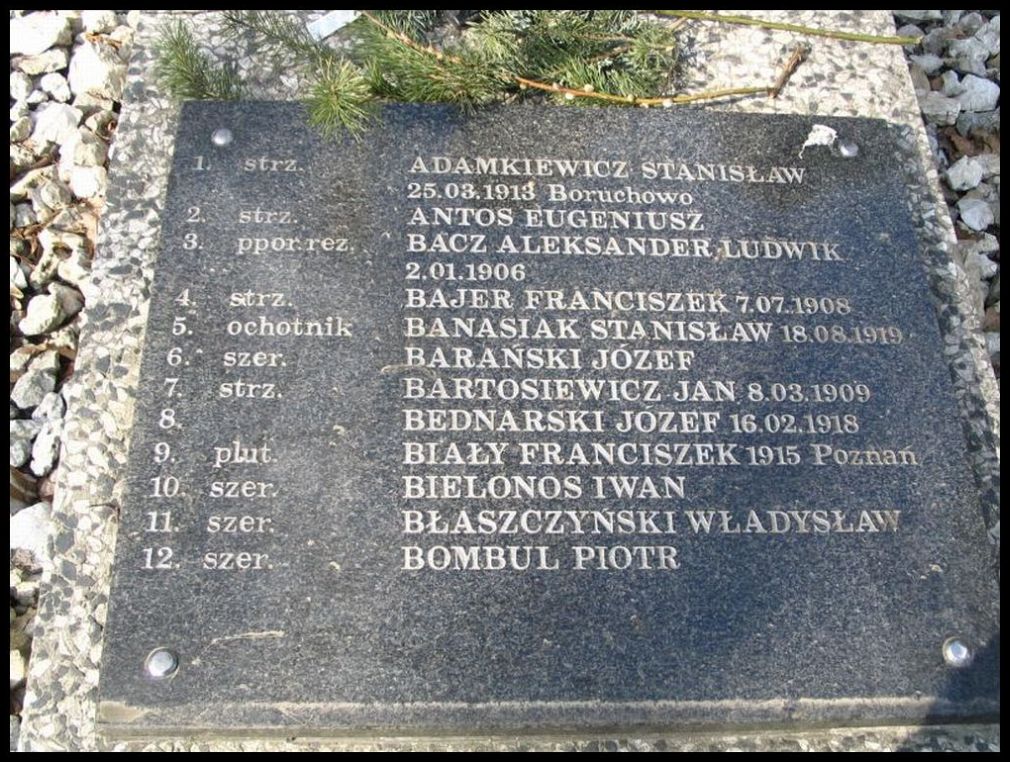 1. strz. ADAMKIEWICZ STANISŁAW
25.03.1913 Boruchowo
2. strz. ANTOS EUGENIUSZ
3. ppor.rez. BACZ ALEKSANDER LUDWIK
2.01.1906
4. strz. BAJER FRANCISZEK 7.07.1908
5. ochotnik BANASIAK STANISŁAW 18.08.1919
6. szer. BARAŃSKI JÓZEF
7. strz. BARTOSIEWICZ JAN 8.03.1909
8. BEDNARSKI JÓZEF 16.02.1918
9. plut. BIAŁY FRANCISZEK 1915 Poznań
10. szer. BIELONOS IWAN
11. szer. BŁASZCZYŃSKI WŁADYSŁAW
12. szer. BOMBUL PIOTR